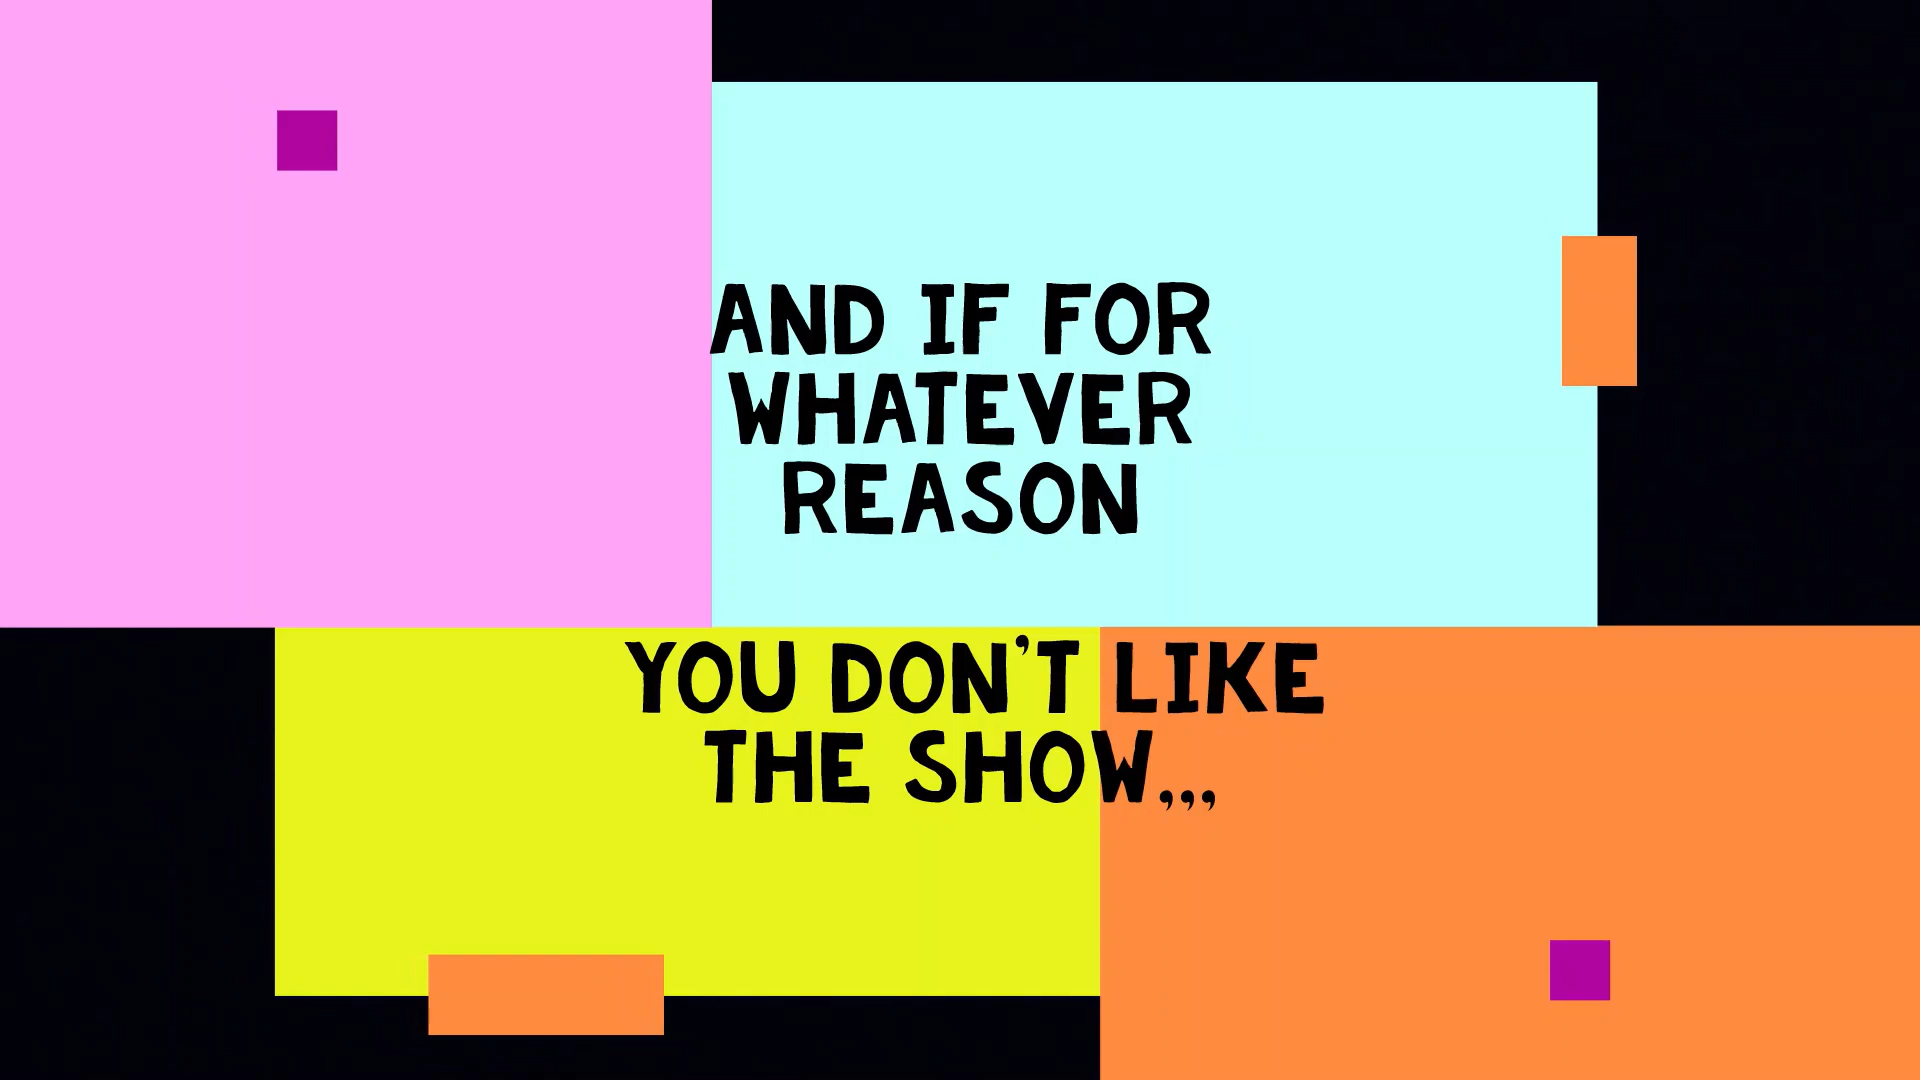 AND IF FOR
WHATEVER
REASON
YOU DON'T LIKE
THE SHOW,,,